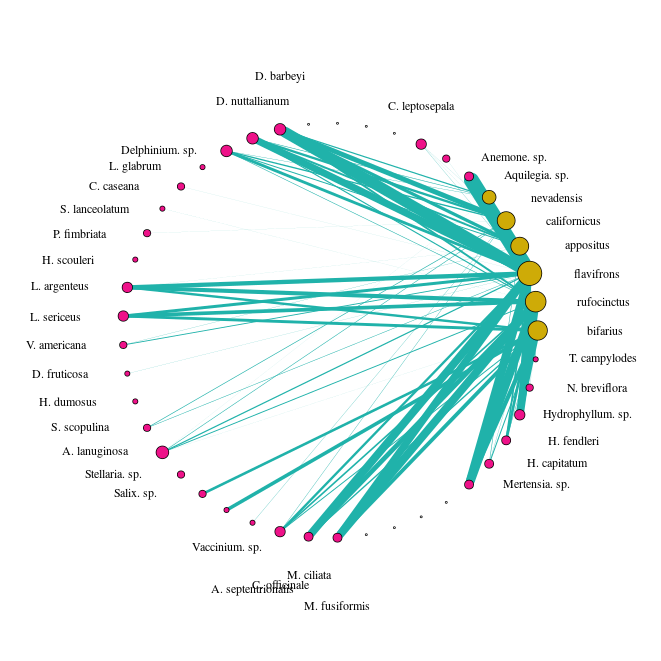 D. barbeyi
D. nuttallianum
C. leptosepala
Delphinium. sp.
Anemone. sp.
L. glabrum
Aquilegia. sp.
C. caseana
nevadensis
S. lanceolatum
californicus
P. fimbriata
appositus
H. scouleri
flavifrons
L. argenteus
rufocinctus
L. sericeus
bifarius
V. americana
T. campylodes
D. fruticosa
N. breviflora
H. dumosus
Hydrophyllum. sp.
S. scopulina
H. fendleri
A. lanuginosa
H. capitatum
Stellaria. sp.
Mertensia. sp.
Salix. sp.
Vaccinium. sp.
M. ciliata
C. officinale
A. septentrionalis
M. fusiformis